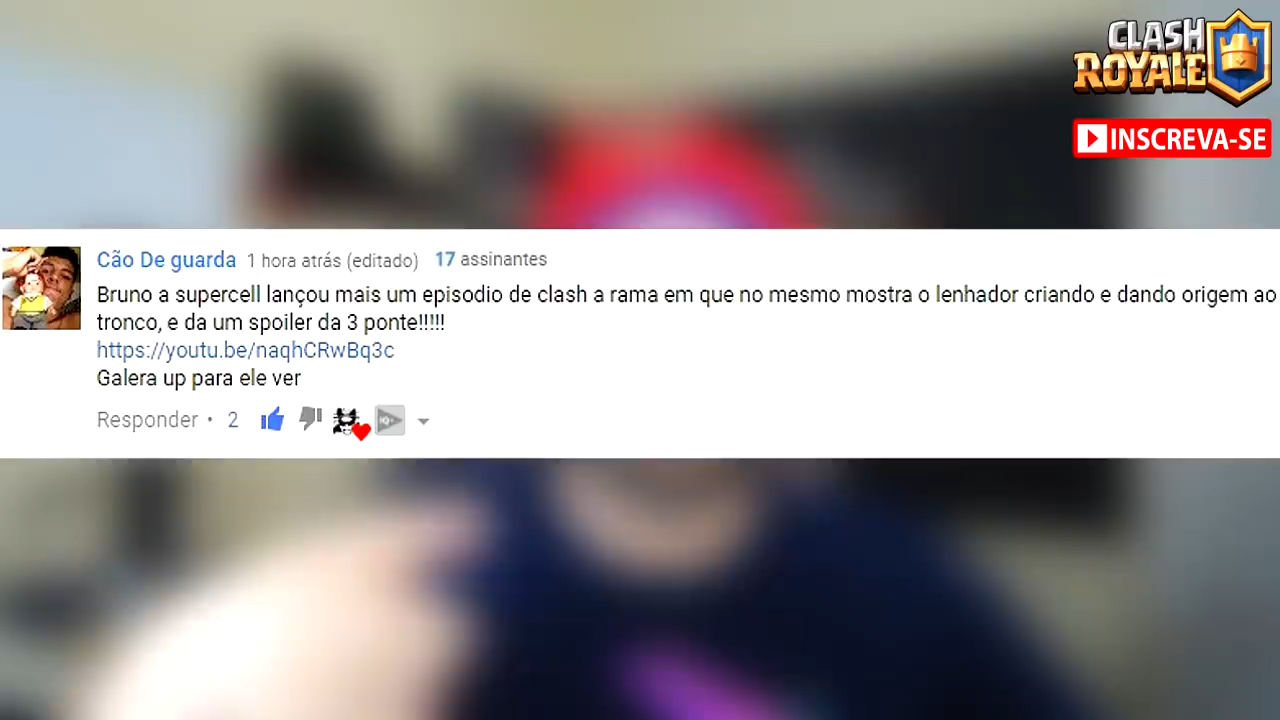 CLASH
ROYALE
INSCREVA-SE
Cão De guarda 1 hora atrás (editado) 17 assinantes
Bruno a supercell lançou mais um episodio de clash a rama em que no mesmo mostra o lenhador criando e dando origem ao
tronco, e da um spoiler da 3 ponte!!!!!
https://youtu.be/naqhCRwBq3c
Galera up para ele ver
Responder • 2